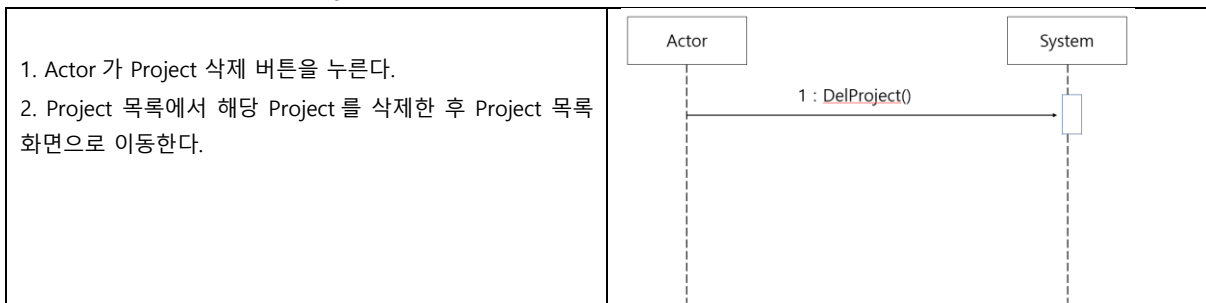 1. Actor 가 Project 삭제 버튼을 누른다.
2. Project 목록에서 해당 Project 를 삭제한 후 Project 목록
화면으로 이동한다.
Actor
System
1 : DelProject()